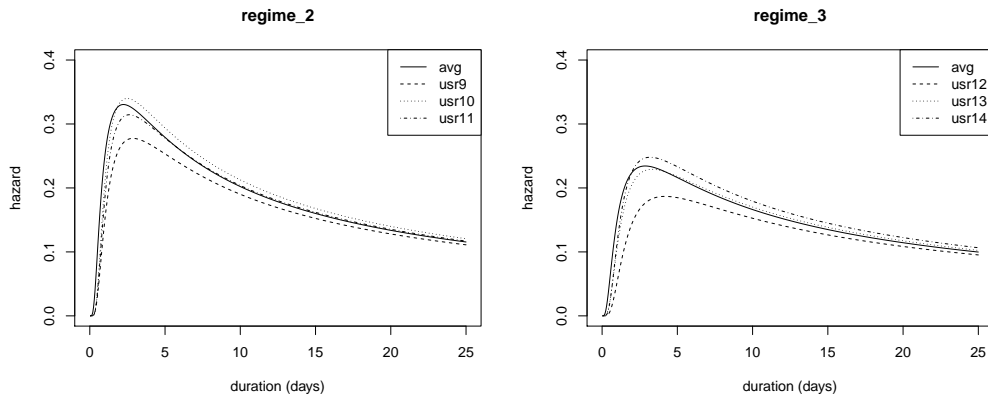 regime_2
0.0
0.1
0.2
0.3
0.4
hazard
avg
usr9
usr10
usr11
0
5
10
15
20
25
duration (days)
regime_3
0.0
0.1
0.2
0.3
0.4
hazard
avg
usr12
usr13
usr14
0
5
10
15
20
25
duration (days)